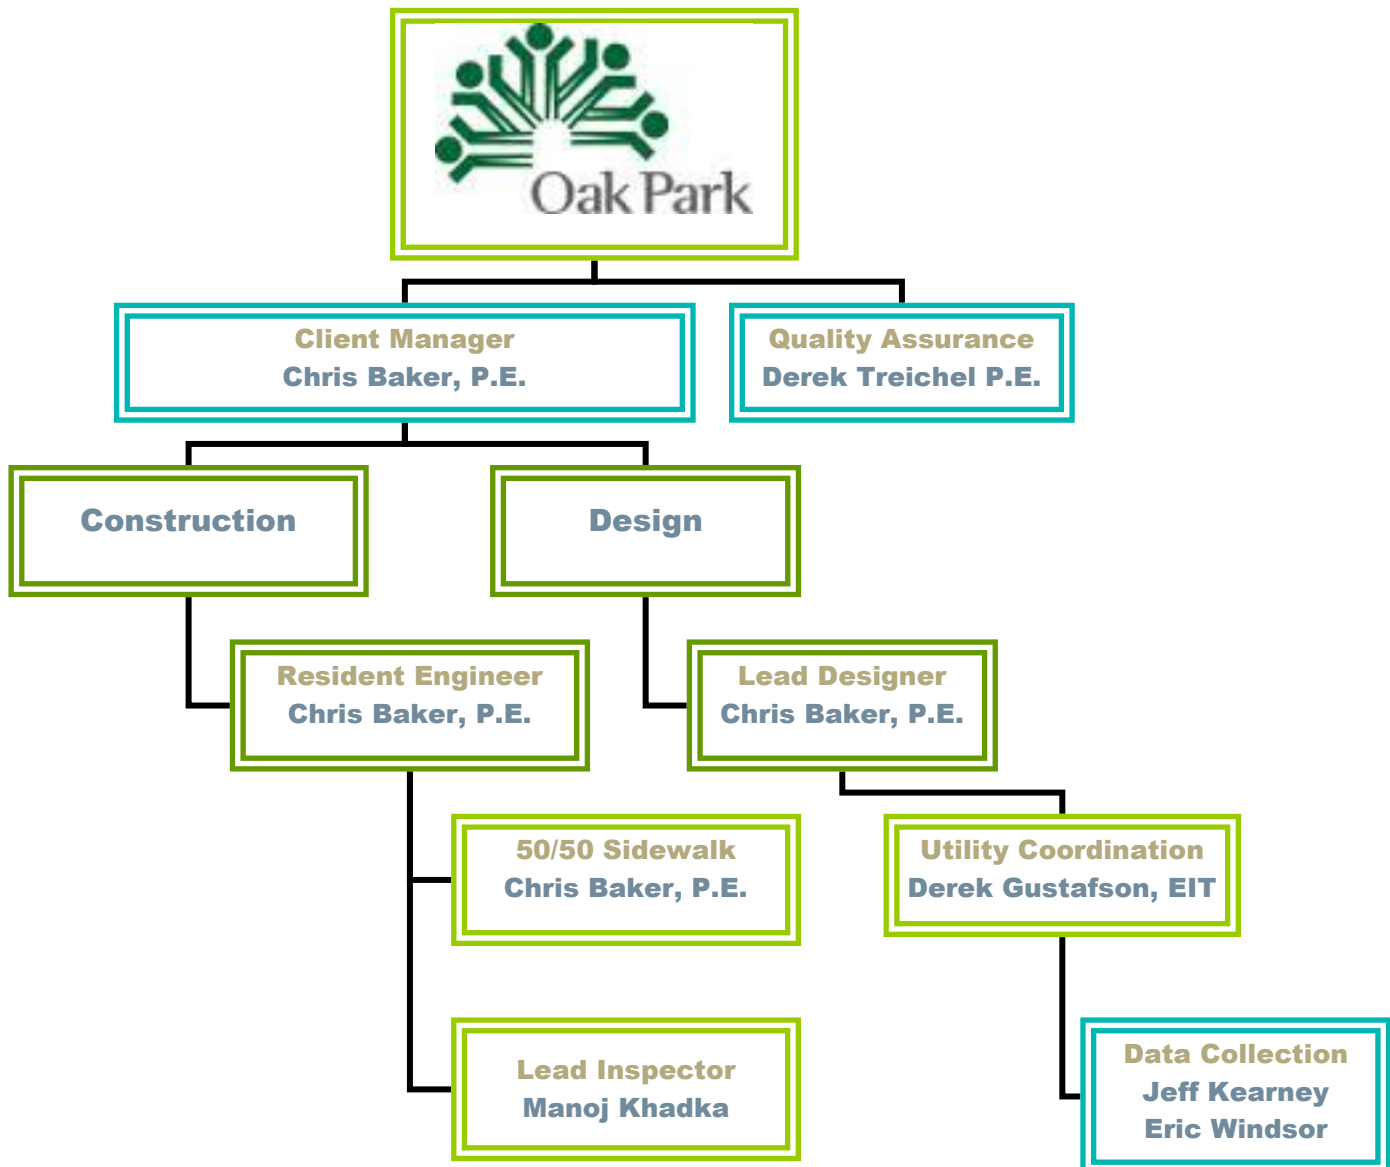 Oak Park
Client Manager
Chris Baker, P.E.
Quality Assurance
Derek Treichel P.E.
Construction
Design
Resident Engineer
Chris Baker, P.E.
Lead Designer
Chris Baker, P.E.
50/50 Sidewalk
Chris Baker, P.E.
Utility Coordination
Derek Gustafson, EIT
Lead Inspector
Manoj Khadka
Data Collection
Jeff Kearney
Eric Windsor